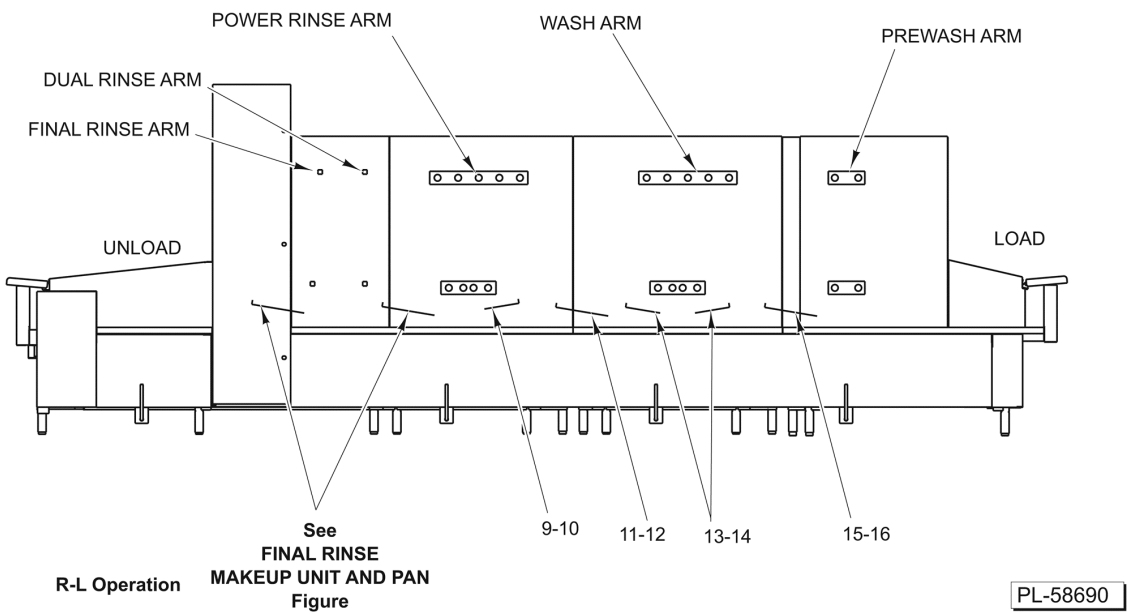 POWER RINSE ARM
WASH ARM
PREWASH ARM
DUAL RINSE ARM
FINAL RINSE ARM
UNLOAD
LOAD
9-10
11-12
13-14
15-16
See
FINAL RINSE
MAKEUP UNIT AND PAN
Figure
R-L Operation
PL-58690